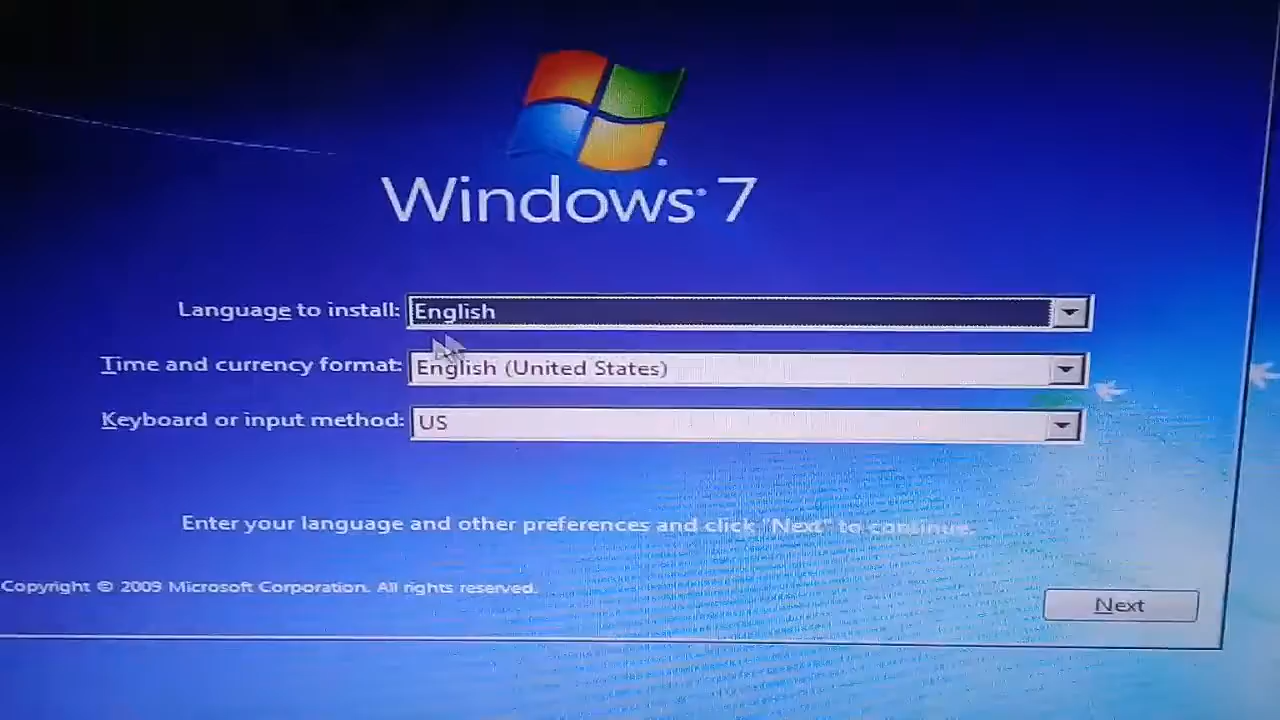 Windows® 7
Language to install: English
Time and currency format: English (United States)
Keyboard or input method: US
Enter your language and other preferences and click "Next" to continue.
Copyright © 2009 Microsoft Corporation. All rights reserved.
Next